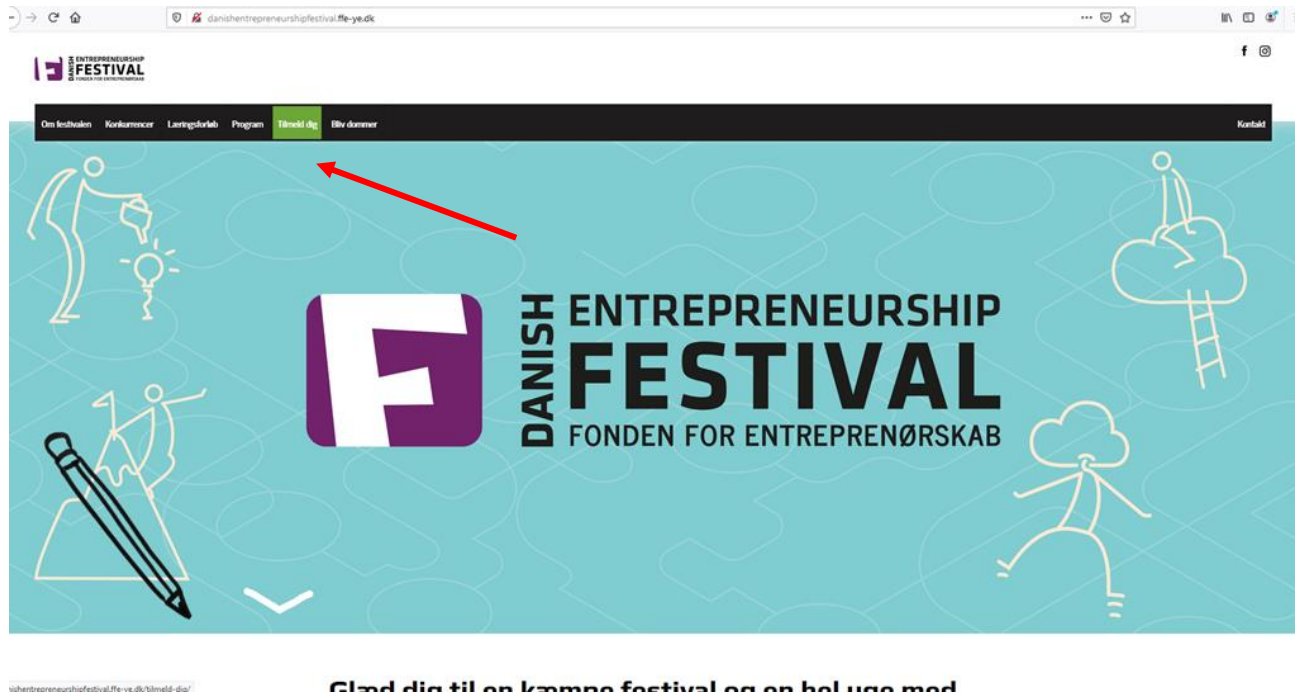 danishentrepreneurshipfestival.ffe-ye.dk
DANISH
ENTREPRENEURSHIP
FESTIVAL
FONDEN FOR ENTREPRENØRSKAB
Om festivalen Konkurrencer Læringsforløb Program Tilmeld dig Bliv dommer Kontakt
DANISH
ENTREPRENEURSHIP
FESTIVAL
FONDEN FOR ENTREPRENØRSKAB
Glæd dig til en kæmpe festival og en hel uge med
nishentrepreneurshipfestival.ffe-ye.dk/tilmeld-dig/